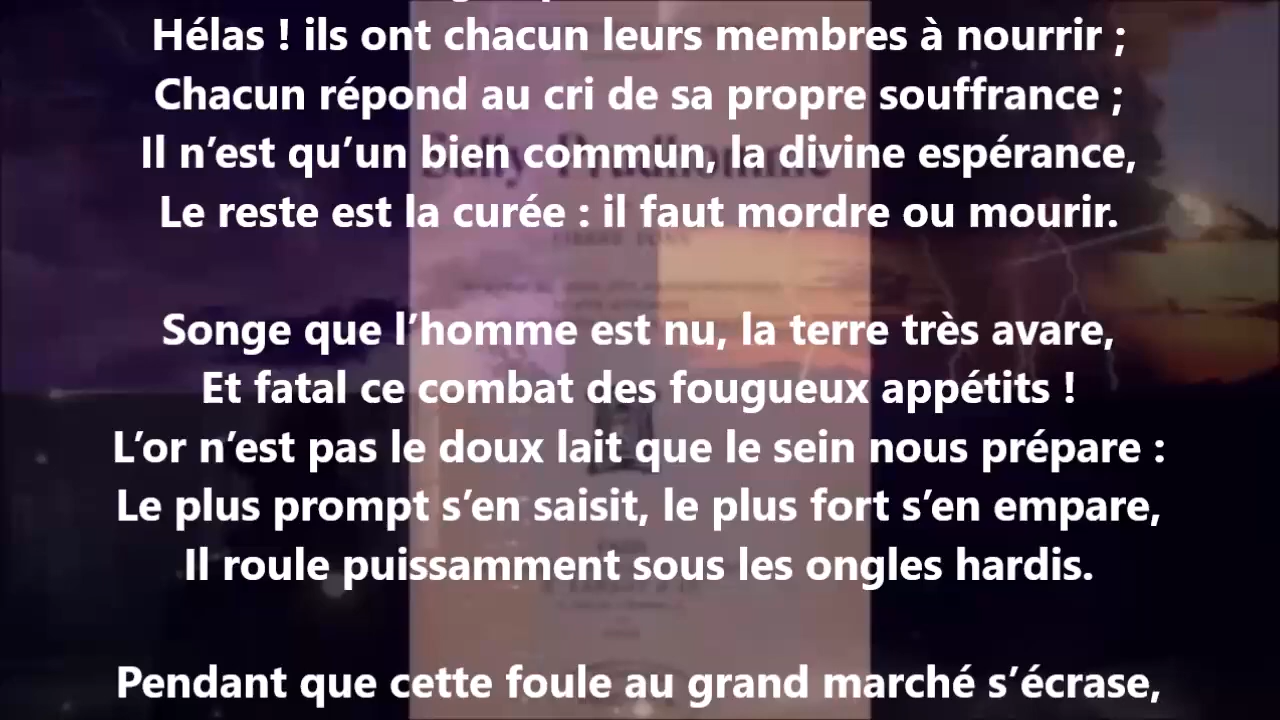 Hélas ! ils ont chacun leurs membres à nourrir ;
Chacun répond au cri de sa propre souffrance ;
Il n’est qu’un bien commun, la divine espérance,
Le reste est la curée : il faut mordre ou mourir.
Songe que l’homme est nu, la terre très avare,
Et fatal ce combat des fougueux appétits !
L’or n’est pas le doux lait que le sein nous prépare :
Le plus prompt s’en saisit, le plus fort s’en empare,
Il roule puissamment sous les ongles hardis.
Pendant que cette foule au grand marché s’écrase,
Sully Prudhomme